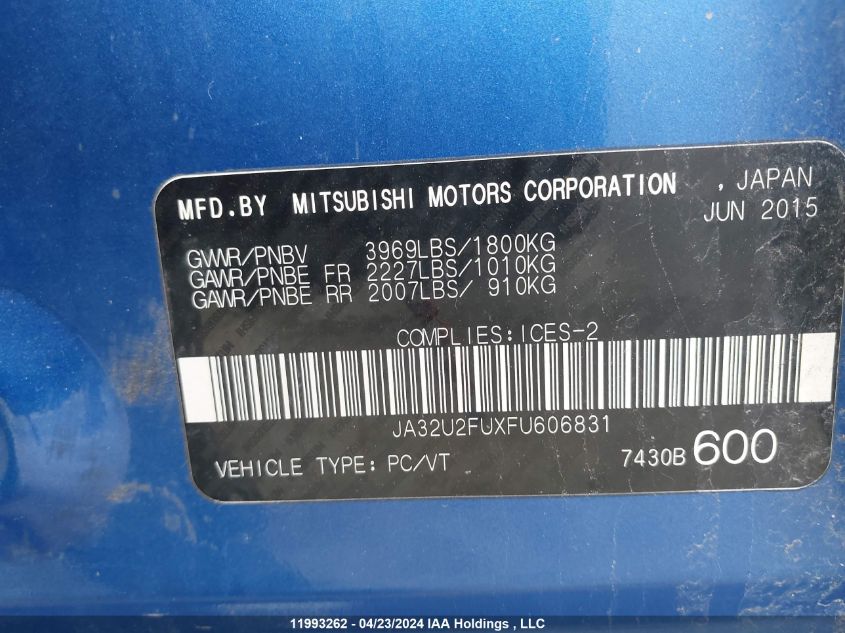 MFD.BY MITSUBISHI MOTORS CORPORATION , JAPAN
JUN 2015
GVWR/PNBV 3969LBS/1800KG
GAWR/PNBE FR 2227LBS/1010KG
GAWR/PNBE RR 2007LBS/ 910KG
COMPLIES:ICES-2
JA32U2FUXFU606831
VEHICLE TYPE: PC/VT 7430B 600
11993262 - 04/23/2024 IAA Holdings , LLC